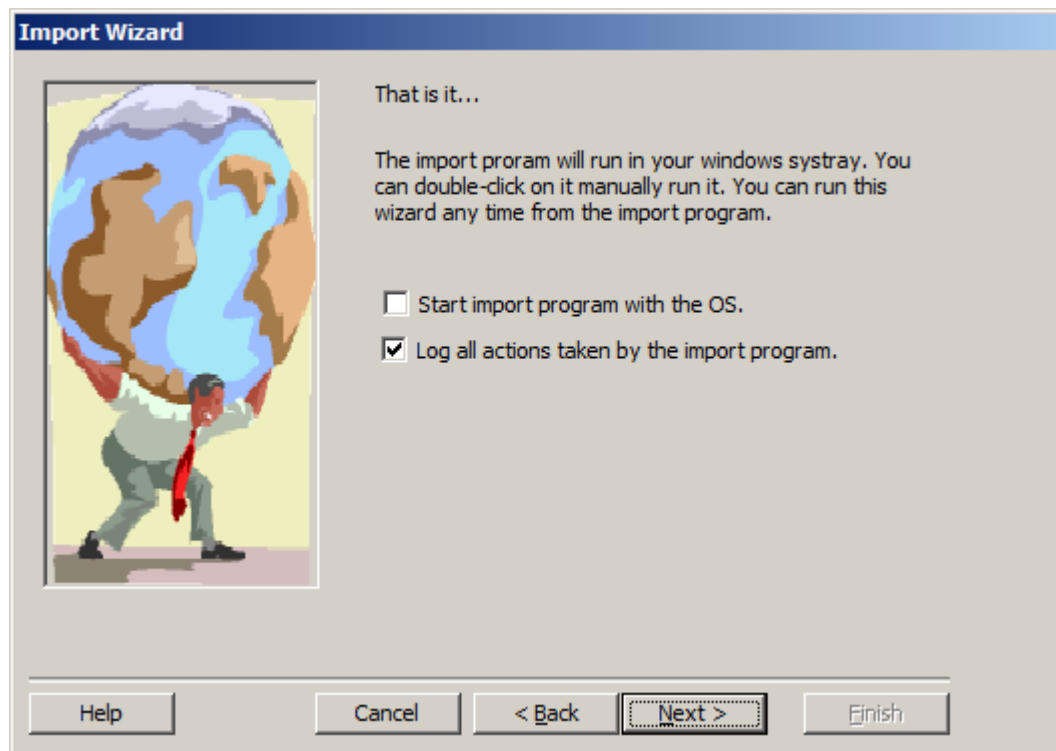 Import Wizard
That is it...
The import proram will run in your windows systray. You
can double-click on it manually run it. You can run this
wizard any time from the import program.
Start import program with the OS.
Log all actions taken by the import program.
Help
Cancel
< Back
Next >
Finish